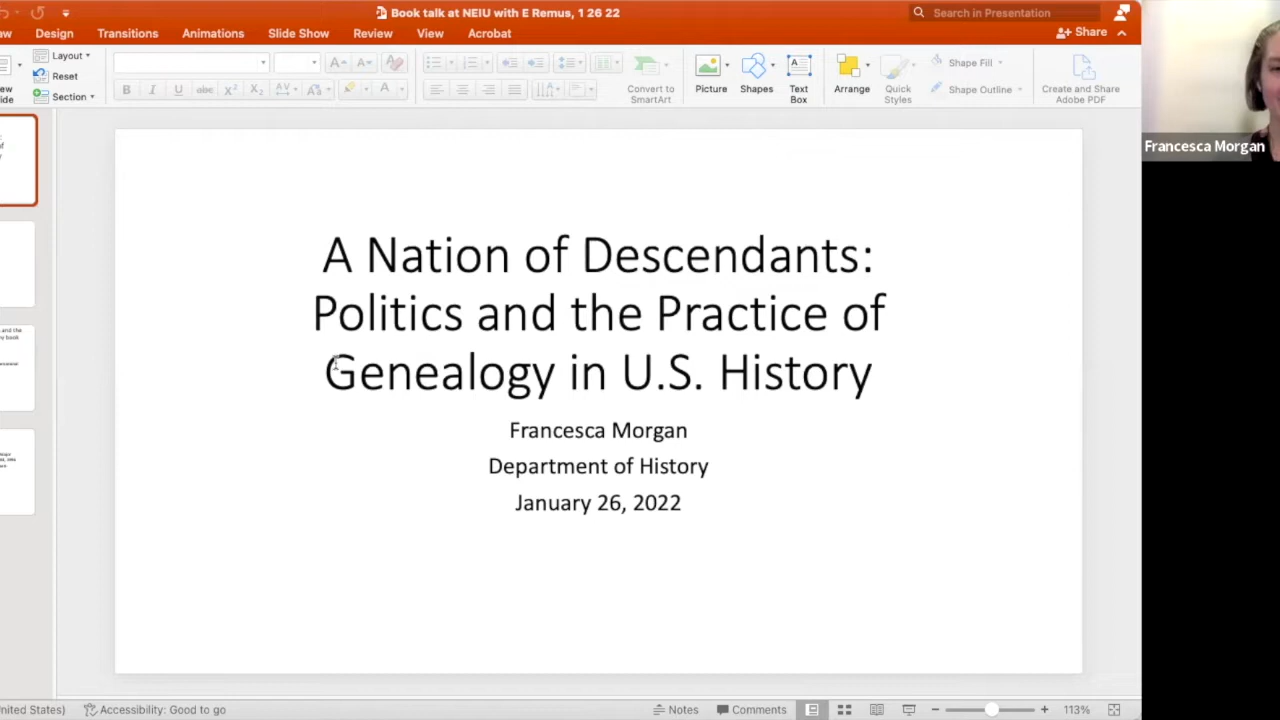 Book talk at NEIU with E Remus, 1 26 22
Search in Presentation
Design
Transitions
Animations
Slide Show
Review
View
Acrobat
Share
Layout
Reset
Section
Convert to
SmartArt
Picture
Shapes
Text
Box
Arrange
Quick
Styles
Shape Fill
Shape Outline
Create and Share
Adobe PDF
Francesca Morgan
A Nation of Descendants:
Politics and the Practice of
Genealogy in U.S. History
Francesca Morgan
Department of History
January 26, 2022
Accessibility: Good to go
Notes
Comments
113%